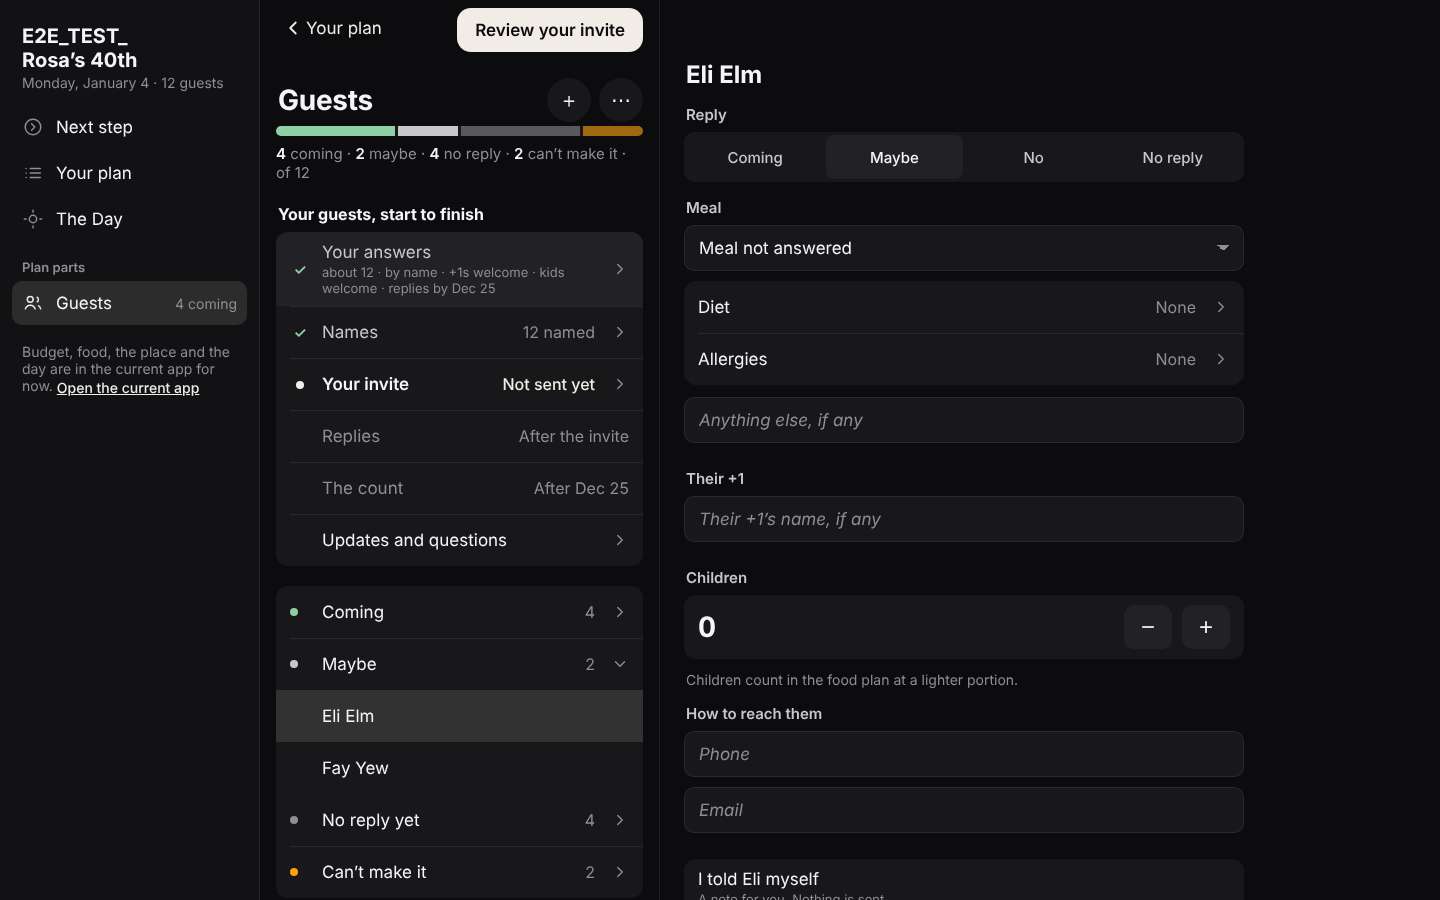 E2E_TEST_
Rosa’s 40th
Monday, January 4 · 12 guests
Next step
Your plan
The Day
Plan parts
Guests 4 coming
Budget, food, the place and the
day are in the current app for
now. Open the current app
Your plan
Review your invite
Guests
+ ···
4 coming · 2 maybe · 4 no reply · 2 can’t make it ·
of 12
Your guests, start to finish
Your answers
about 12 · by name · +1s welcome · kids
welcome · replies by Dec 25
Names 12 named
Your invite Not sent yet
Replies After the invite
The count After Dec 25
Updates and questions
Coming 4
Maybe 2
Eli Elm
Fay Yew
No reply yet 4
Can’t make it 2
Eli Elm
Reply
Coming Maybe No No reply
Meal
Meal not answered
Diet None
Allergies None
Anything else, if any
Their +1
Their +1’s name, if any
Children
0 − +
Children count in the food plan at a lighter portion.
How to reach them
Phone
Email
I told Eli myself
A note for you. Nothing is sent.